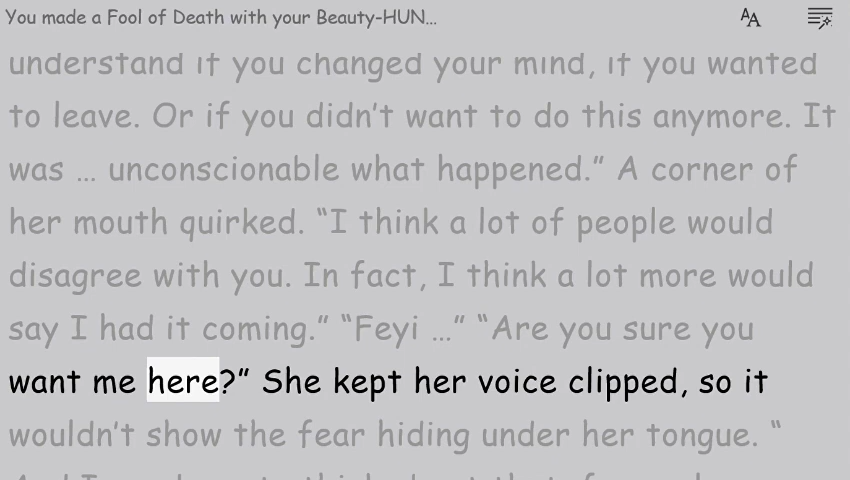 You made a Fool of Death with your Beauty-HUN...
understand if you changed your mind, if you wanted
to leave. Or if you didn't want to do this anymore. It
was … unconscionable what happened.” A corner of
her mouth quirked. “I think a lot of people would
disagree with you. In fact, I think a lot more would
say I had it coming.” “Feyi …” “Are you sure you
want me here?” She kept her voice clipped, so it
wouldn't show the fear hiding under her tongue. “